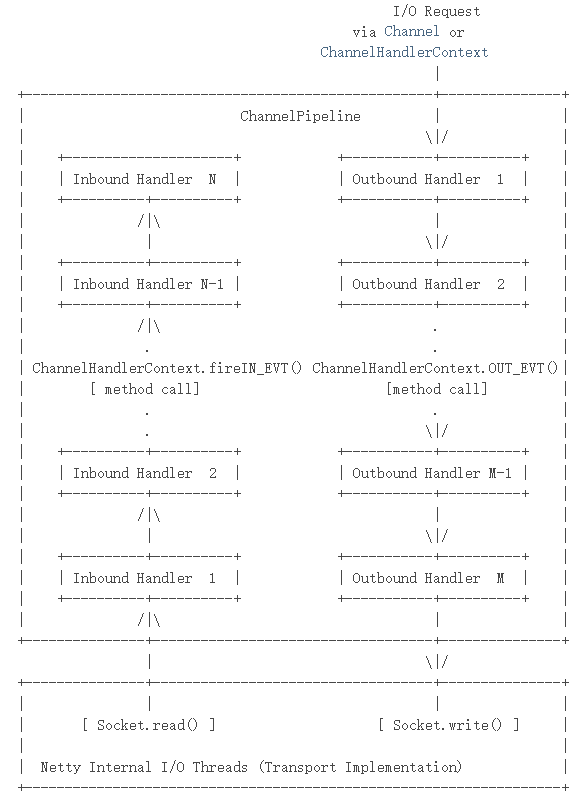 I/O Request
via Channel or
ChannelHandlerContext
ChannelPipeline
Inbound Handler N
Outbound Handler 1
Inbound Handler N-1
Outbound Handler 2
ChannelHandlerContext.fireIN_EVT() ChannelHandlerContext.OUT_EVT()
[ method call] [method call]
Inbound Handler 2
Outbound Handler M-1
Inbound Handler 1
Outbound Handler M
[ Socket.read() ] [ Socket.write() ]
Netty Internal I/O Threads (Transport Implementation)